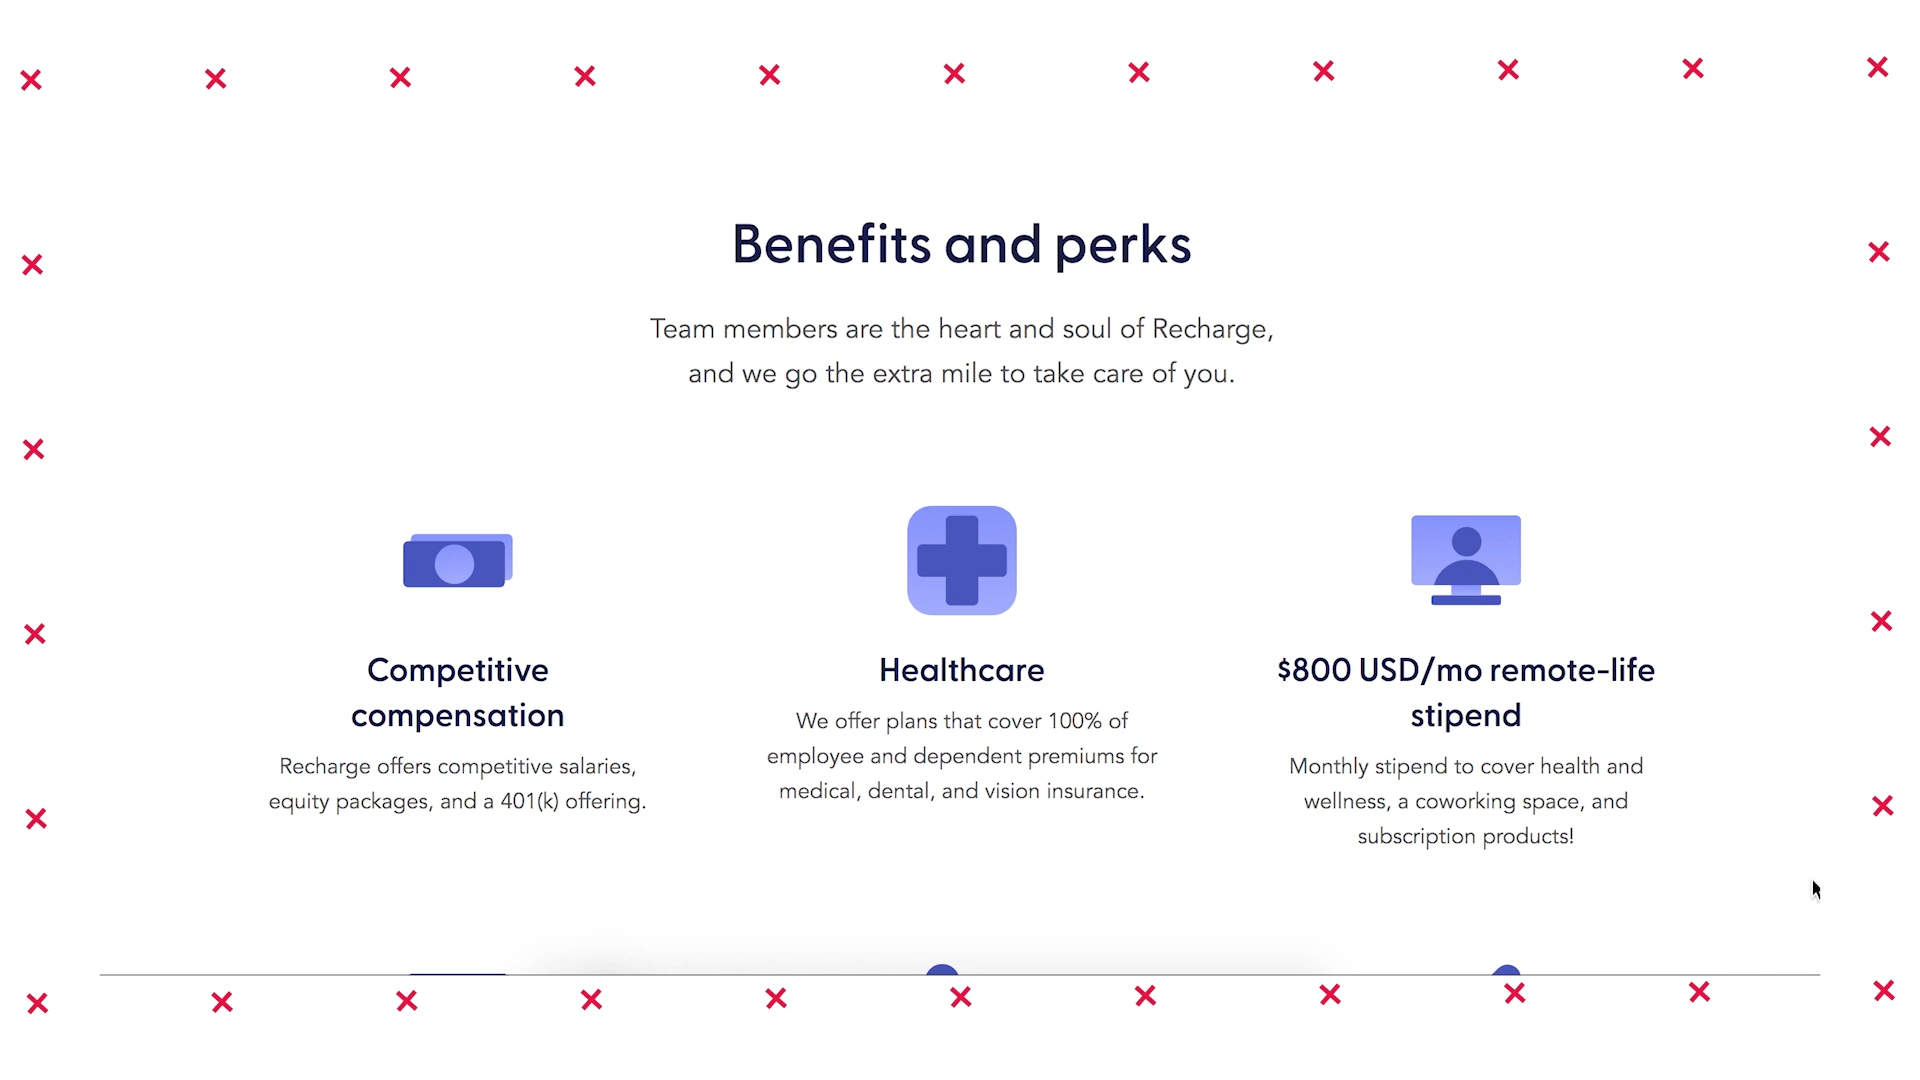 Benefits and perks
Team members are the heart and soul of Recharge,
and we go the extra mile to take care of you.
Competitive
compensation
Recharge offers competitive salaries,
equity packages, and a 401(k) offering.
Healthcare
We offer plans that cover 100% of
employee and dependent premiums for
medical, dental, and vision insurance.
$800 USD/mo remote-life
stipend
Monthly stipend to cover health and
wellness, a coworking space, and
subscription products!